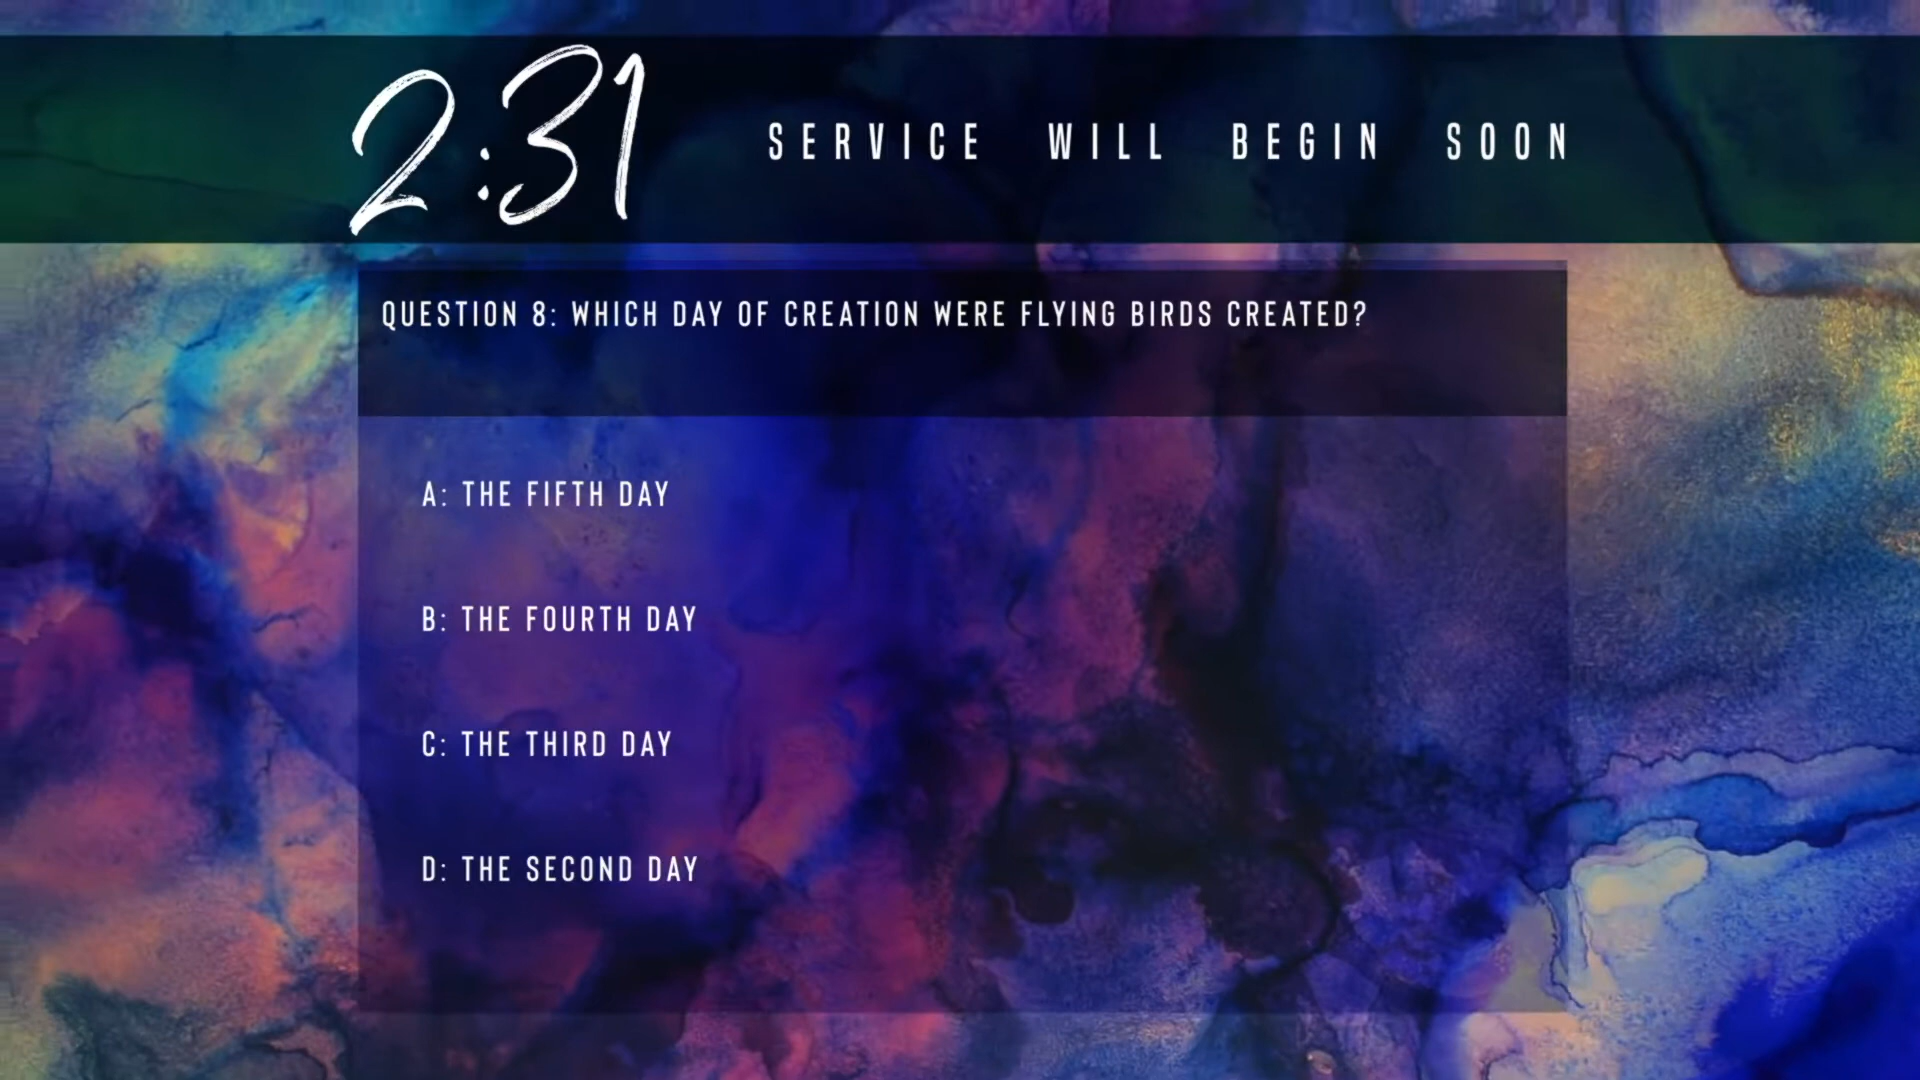 2:31
SERVICE WILL BEGIN SOON
QUESTION 8: WHICH DAY OF CREATION WERE FLYING BIRDS CREATED?
A: THE FIFTH DAY
B: THE FOURTH DAY
C: THE THIRD DAY
D: THE SECOND DAY